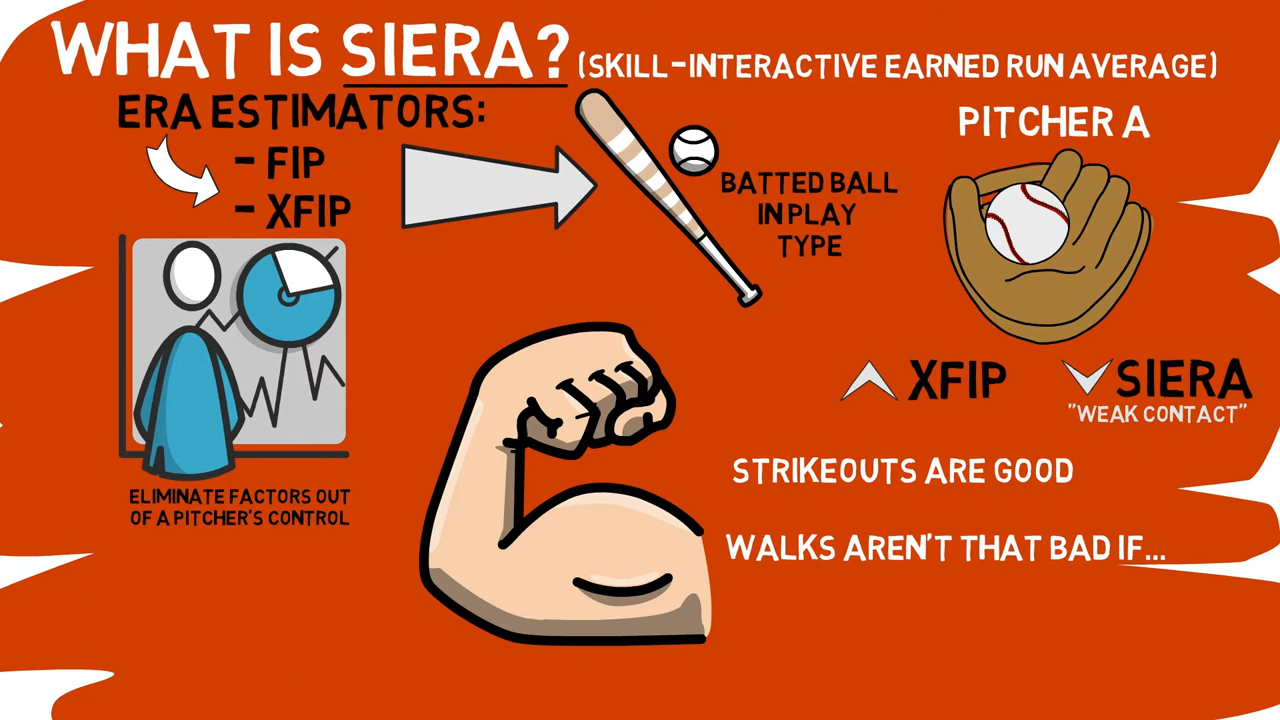 WHAT IS SIERA? (SKILL-INTERACTIVE EARNED RUN AVERAGE)
ERA ESTIMATORS:
- FIP
- XFIP
ELIMINATE FACTORS OUT
OF A PITCHER'S CONTROL
BATTED BALL
IN PLAY
TYPE
PITCHER A
XFIP
SIERA
"WEAK CONTACT"
STRIKEOUTS ARE GOOD
WALKS AREN'T THAT BAD IF...